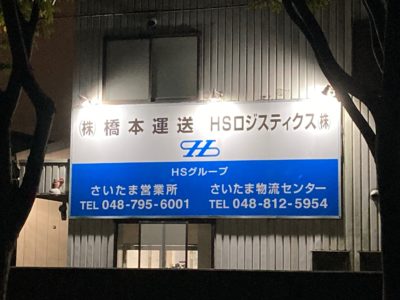 ㈱ 橋本運送 HSロジスティクス㈱
HS
HSグループ
さいたま営業所 さいたま物流センター
TEL 048-795-6001 TEL 048-812-5954